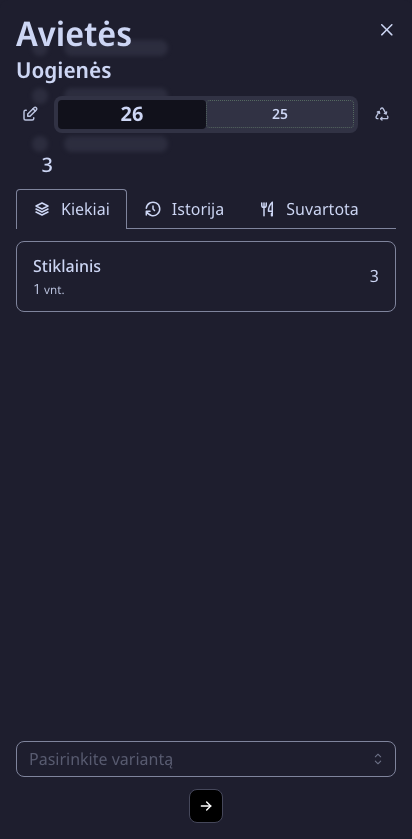 Avietės
Uogienės
26
25
3
Kiekiai
Istorija
Suvartota
Stiklainis
1 vnt.
3
Pasirinkite variantą